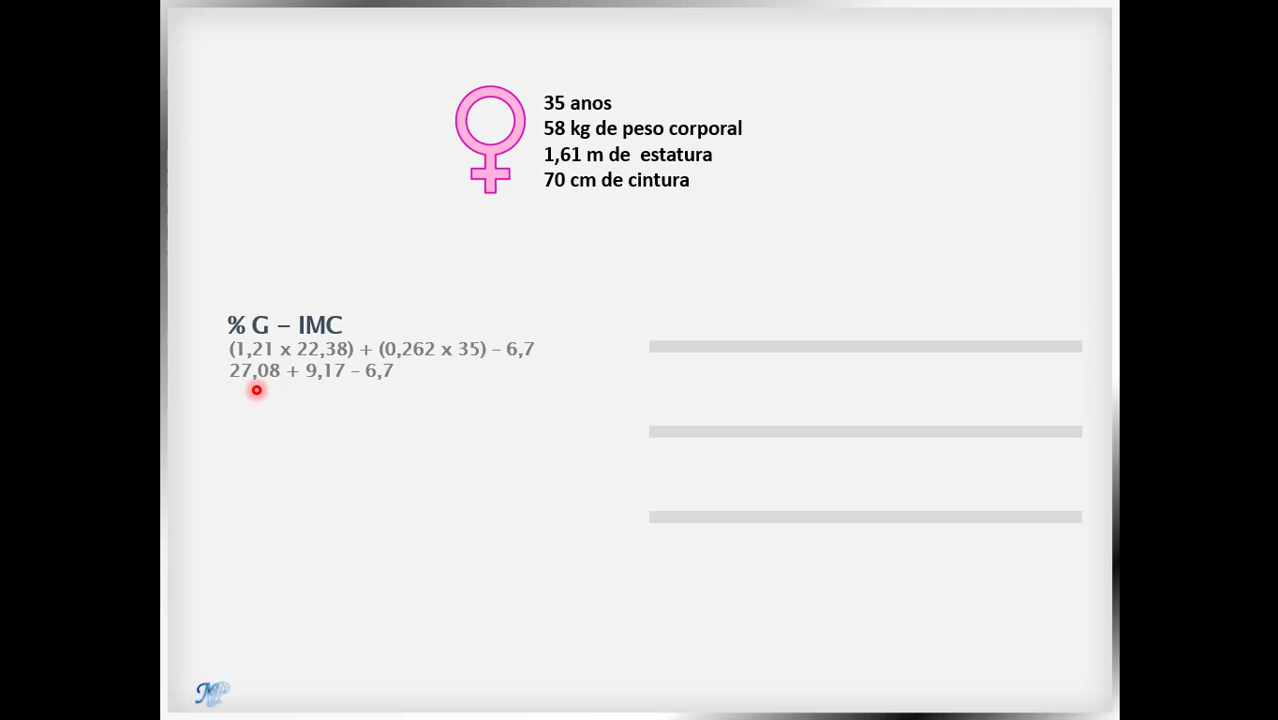 35 anos
58 kg de peso corporal
1,61 m de estatura
70 cm de cintura
% G – IMC
(1,21 x 22,38) + (0,262 x 35) – 6,7
27,08 + 9,17 – 6,7